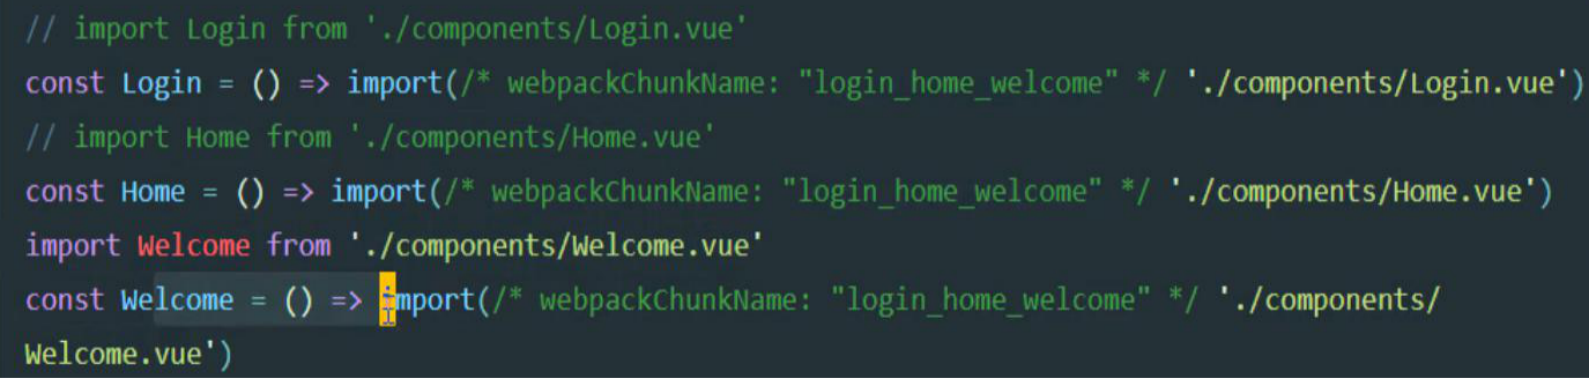 // import Login from './components/Login.vue'
const Login = () => import(/* webpackChunkName: "login_home_welcome" */ './components/Login.vue')
// import Home from './components/Home.vue'
const Home = () => import(/* webpackChunkName: "login_home_welcome" */ './components/Home.vue')
import Welcome from './components/Welcome.vue'
const Welcome = () => import(/* webpackChunkName: "login_home_welcome" */ './components/
Welcome.vue')